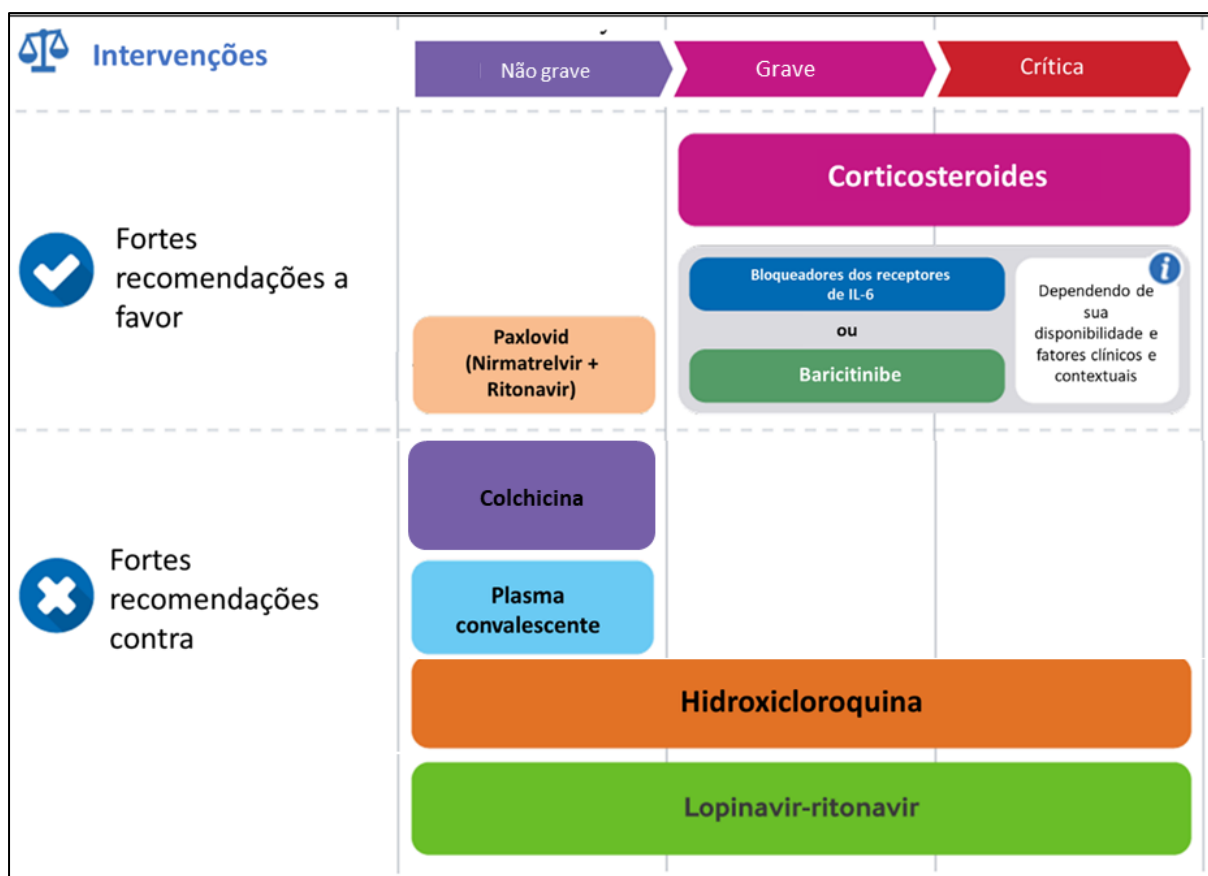 Intervenções
Não grave
Grave
Crítica
Fortes
recomendações a
favor
Corticosteroides
Bloqueadores dos receptores
de IL-6
ou
Baricitinibe
Dependendo de
sua
disponibilidade e
fatores clínicos e
contextuais
Paxlovid
(Nirmatrelvir +
Ritonavir)
Fortes
recomendações
contra
Colchicina
Plasma
convalescente
Hidroxicloroquina
Lopinavir-ritonavir